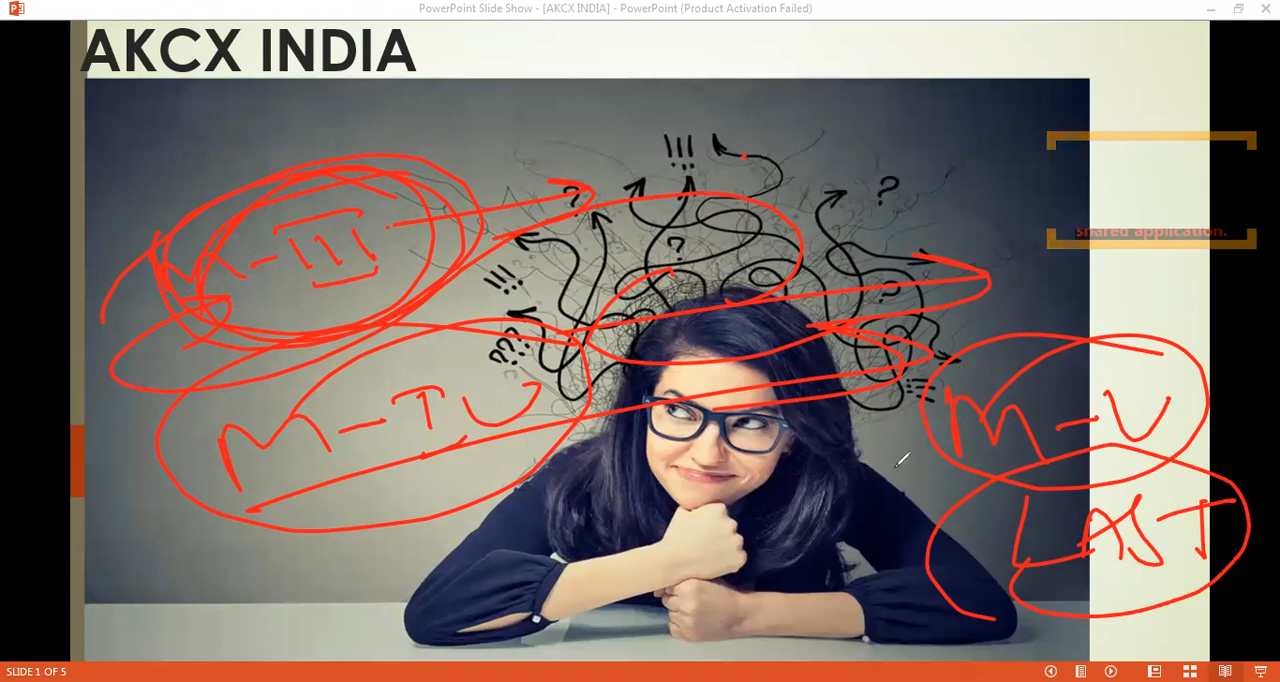 PowerPoint Slide Show - [AKCX INDIA] - PowerPoint (Product Activation Failed)
AKCX INDIA
!!!
?
?
?
M-III
!!!
?
shared application.
???
M-IV
M-V
LAST
SLIDE 1 OF 5